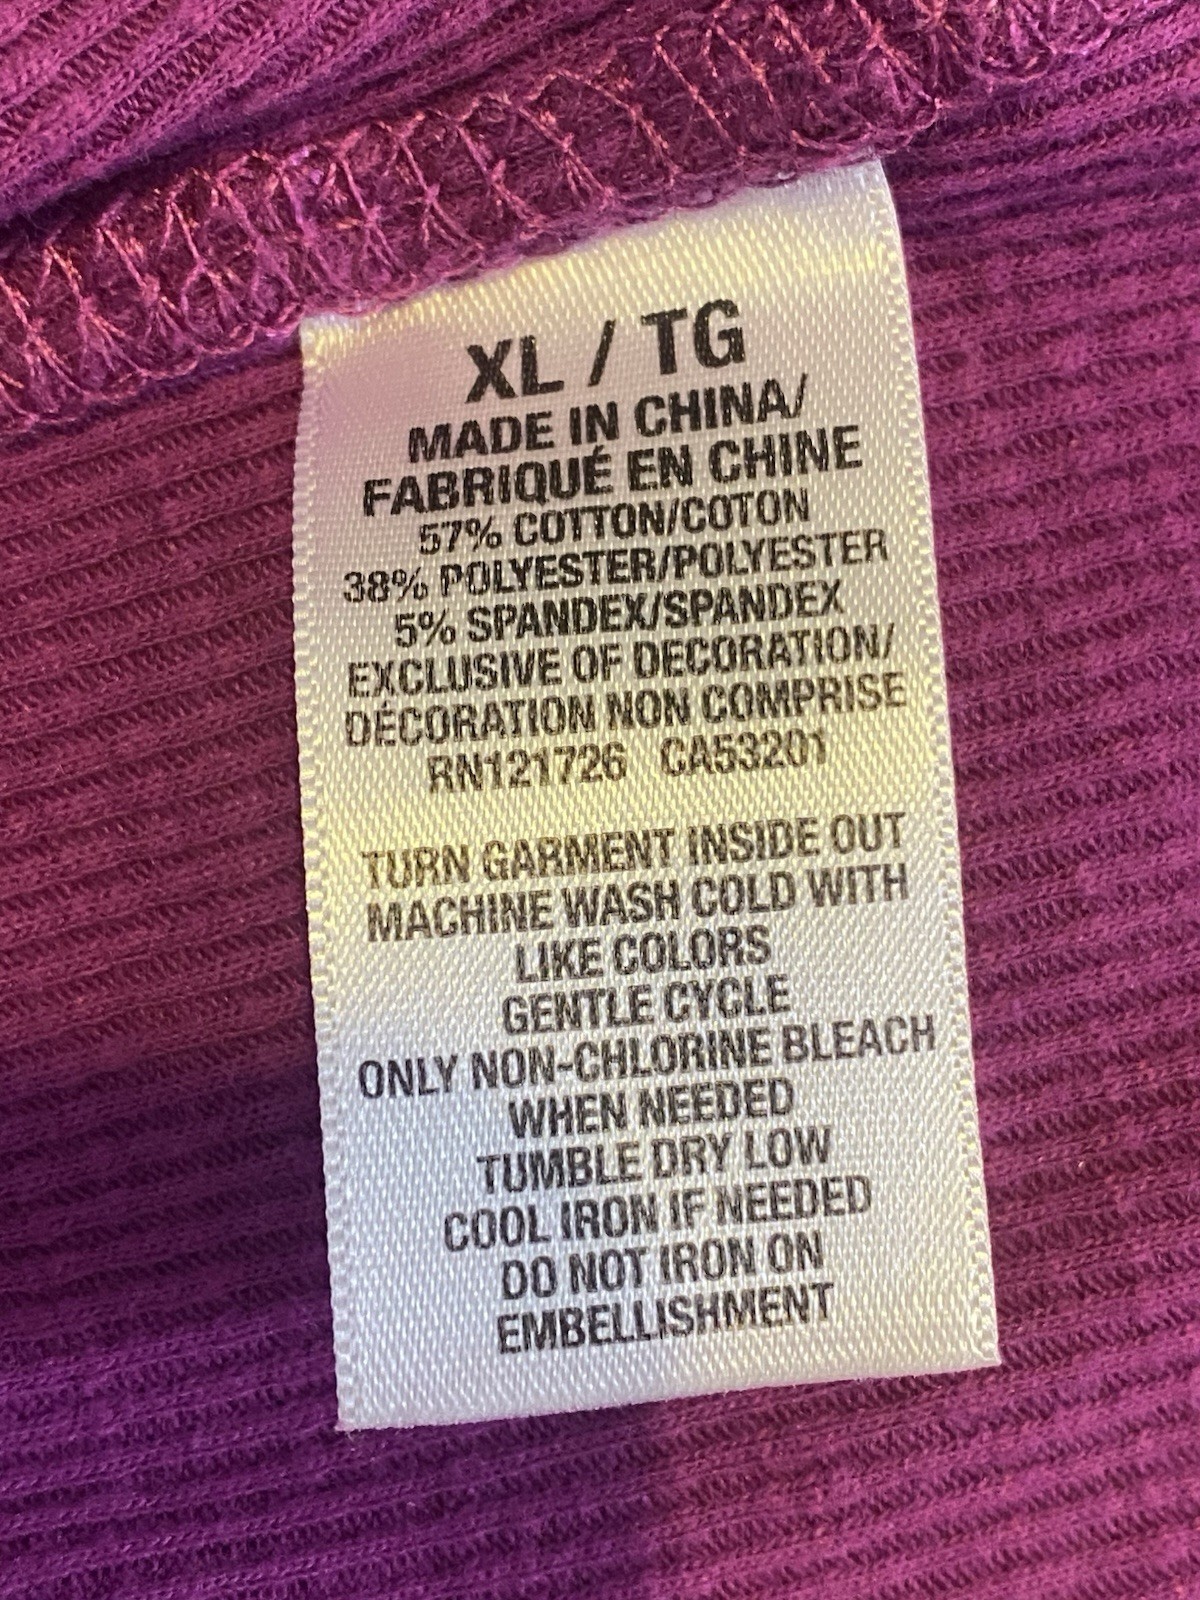 XL / TG
MADE IN CHINA/
FABRIQUÉ EN CHINE
57% COTTON/COTON
38% POLYESTER/POLYESTER
5% SPANDEX/SPANDEX
EXCLUSIVE OF DECORATION/
DÉCORATION NON COMPRISE
RN121726 CA53201
TURN GARMENT INSIDE OUT
MACHINE WASH COLD WITH
LIKE COLORS
GENTLE CYCLE
ONLY NON-CHLORINE BLEACH
WHEN NEEDED
TUMBLE DRY LOW
COOL IRON IF NEEDED
DO NOT IRON ON
EMBELLISHMENT